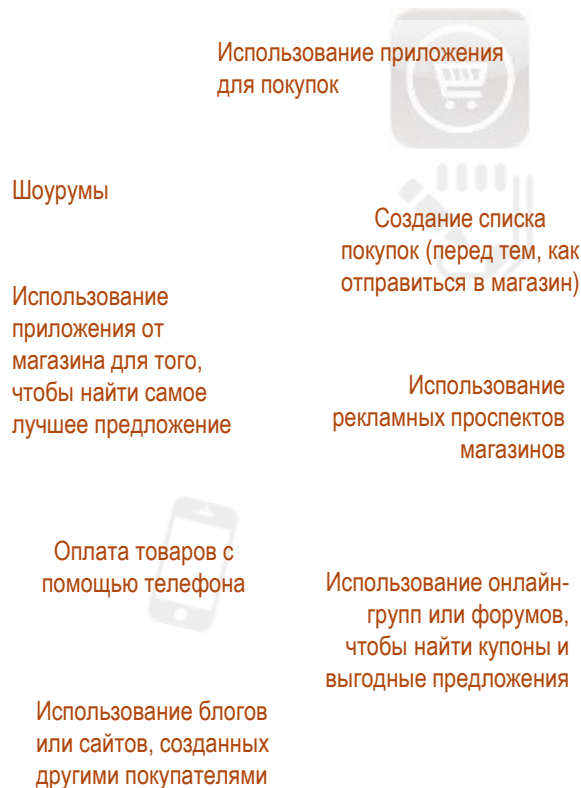 Использование приложения
для покупок
Шоурумы
Создание списка
покупок (перед тем, как
отправиться в магазин)
Использование
приложения от
магазина для того,
чтобы найти самое
лучшее предложение
Использование
рекламных проспектов
магазинов
Оплата товаров с
помощью телефона
Использование онлайн-
групп или форумов,
чтобы найти купоны и
выгодные предложения
Использование блогов
или сайтов, созданных
другими покупателями